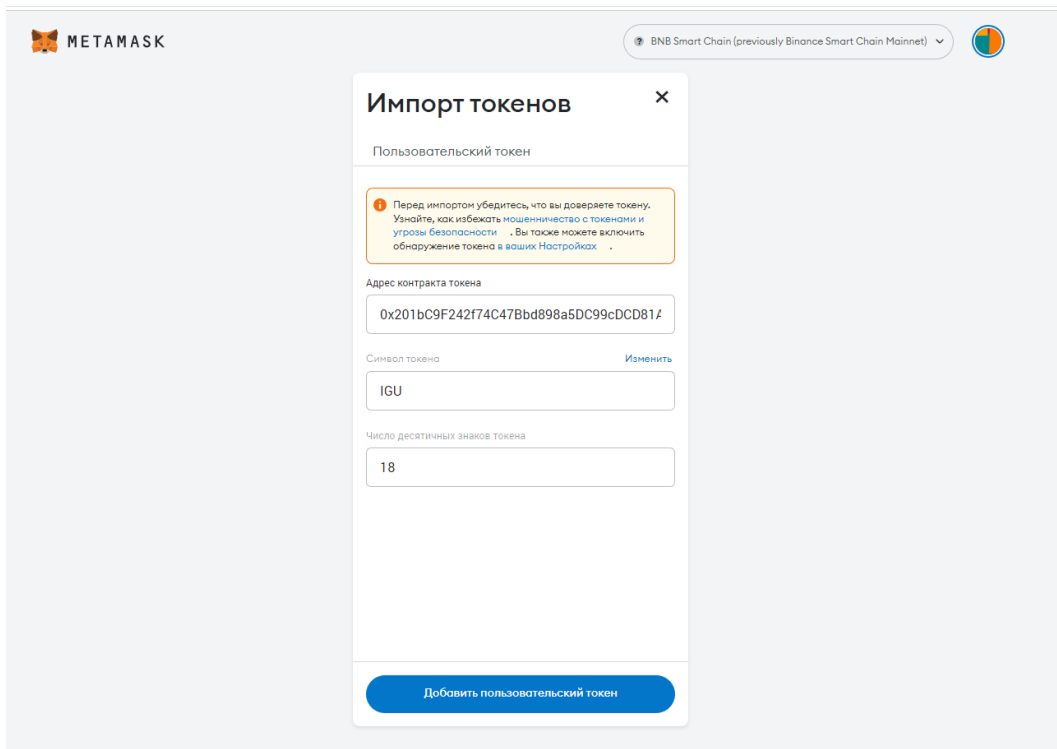 METAMASK
BNB Smart Chain (previously Binance Smart Chain Mainnet)
Импорт токенов
Пользовательский токен
Перед импортом убедитесь, что вы доверяете токену.
Узнайте, как избежать мошенничество с токенами и
угрозы безопасности . Вы также можете включить
обнаружение токена в ваших Настройках .
Адрес контракта токена
0x201bC9F242f74C47Bbd898a5DC99cDCD81A
Символ токена
Изменить
IGU
Число десятичных знаков токена
18
Добавить пользовательский токен